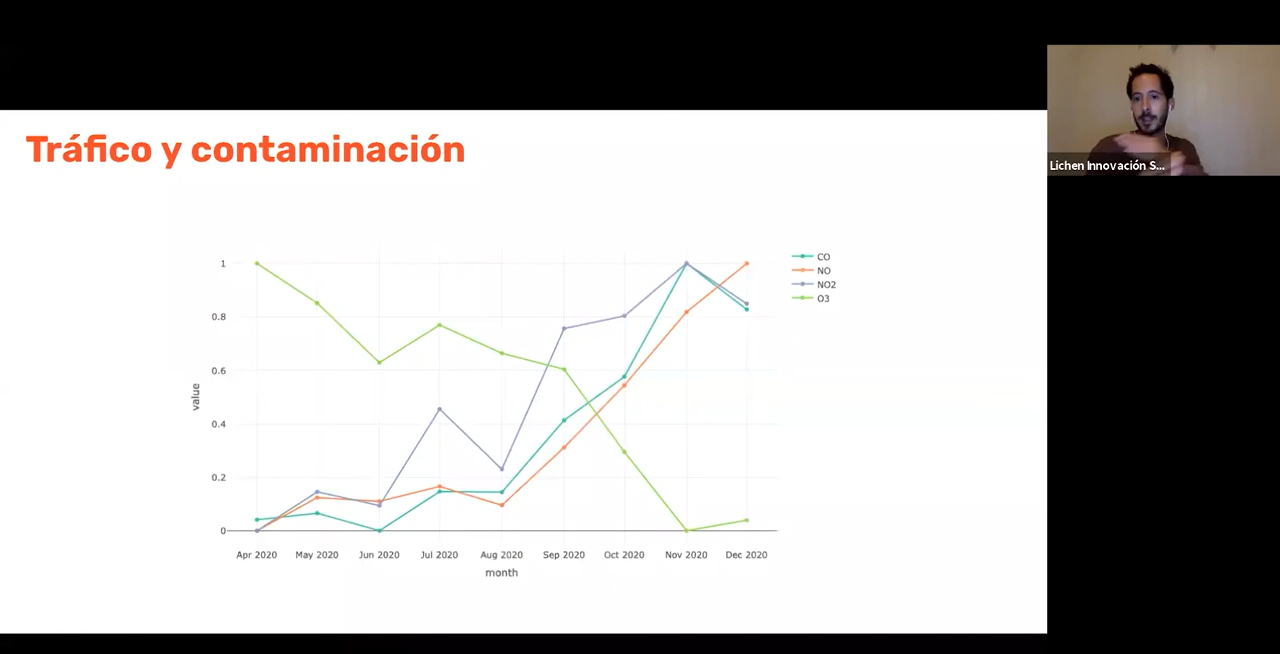 Tráfico y contaminación
Lichen Innovación S...
CO
NO
NO2
O3
1
0.8
0.6
0.4
0.2
0
value
Apr 2020 May 2020 Jun 2020 Jul 2020 Aug 2020 Sep 2020 Oct 2020 Nov 2020 Dec 2020
month